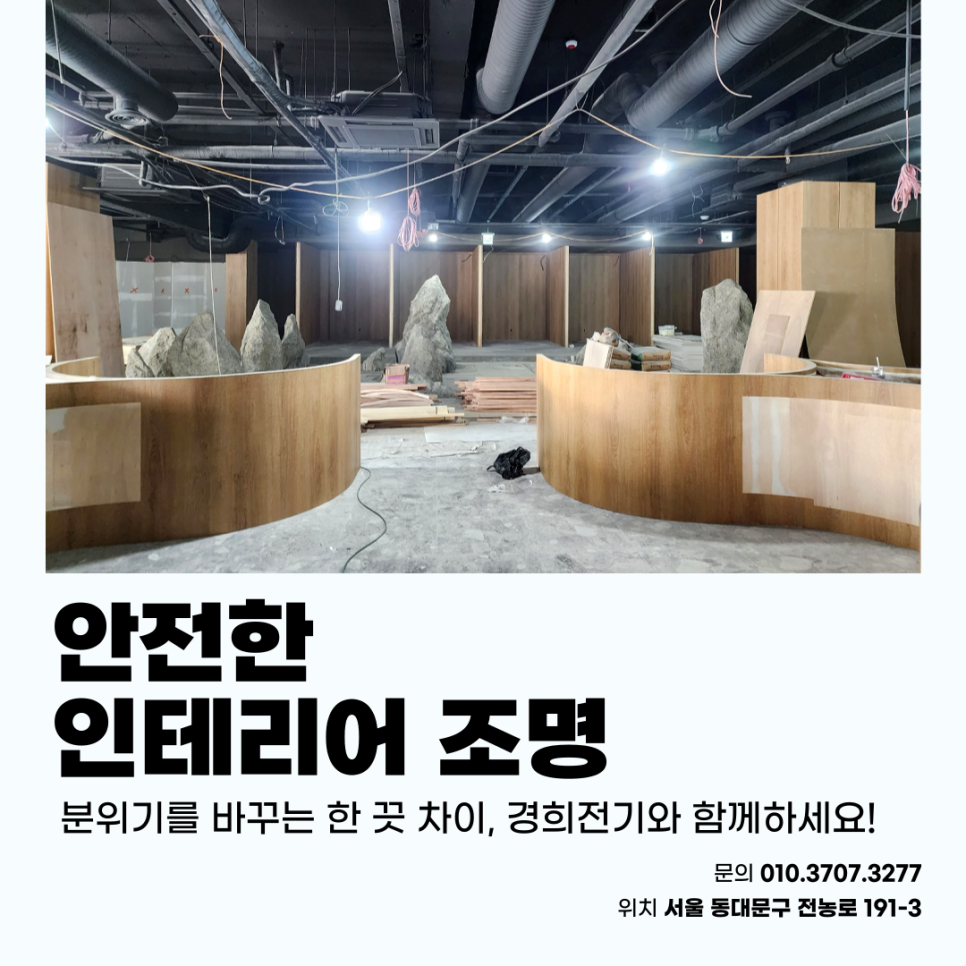 안전한
인테리어 조명
분위기를 바꾸는 한 끗 차이, 경희전기와 함께하세요!
문의 010.3707.3277
위치 서울 동대문구 전농로 191-3